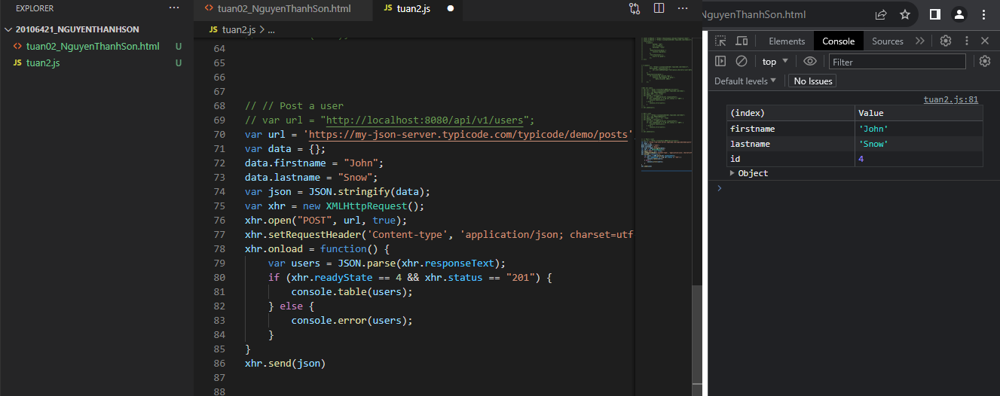 EXPLORER
20106421_NGUYENTHANHSON
tuan02_NguyenThanhSon.html U
tuan2.js U
tuan02_NguyenThanhSon.html
JS tuan2.js
JS tuan2.js > ...
64
65
66
67
68 // // Post a user
69 // var url = "http://localhost:8080/api/v1/users";
70 var url = 'https://my-json-server.typicode.com/typicode/demo/posts'
71 var data = {};
72 data.firstname = "John";
73 data.lastname = "Snow";
74 var json = JSON.stringify(data);
75 var xhr = new XMLHttpRequest();
76 xhr.open("POST", url, true);
77 xhr.setRequestHeader('Content-type', 'application/json; charset=utf
78 xhr.onload = function() {
79 var users = JSON.parse(xhr.responseText);
80 if (xhr.readyState == 4 && xhr.status == "201") {
81 console.table(users);
82 } else {
83 console.error(users);
84 }
85 }
86 xhr.send(json)
87
88
NguyenThanhSon.html
Elements Console Sources
top Filter
Default levels No Issues
tuan2.js:81
(index) Value
firstname 'John'
lastname 'Snow'
id 4
Object